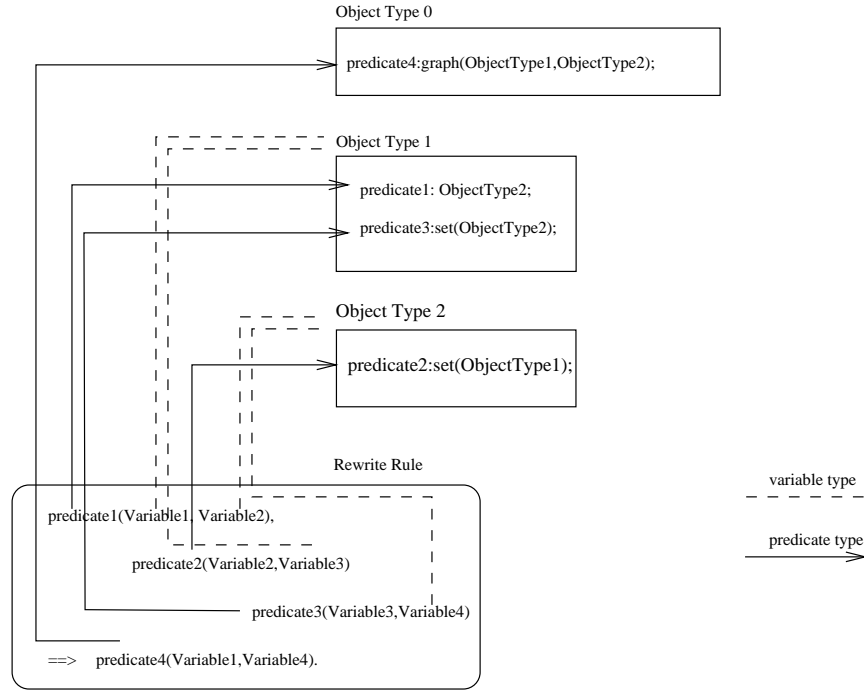 Object Type 0
predicate4:graph(ObjectType1,ObjectType2);
Object Type 1
predicate1: ObjectType2;
predicate3:set(ObjectType2);
Object Type 2
predicate2:set(ObjectType1);
Rewrite Rule
predicate1(Variable1, Variable2),
predicate2(Variable2,Variable3)
predicate3(Variable3,Variable4)
==> predicate4(Variable1,Variable4).
variable type
predicate type